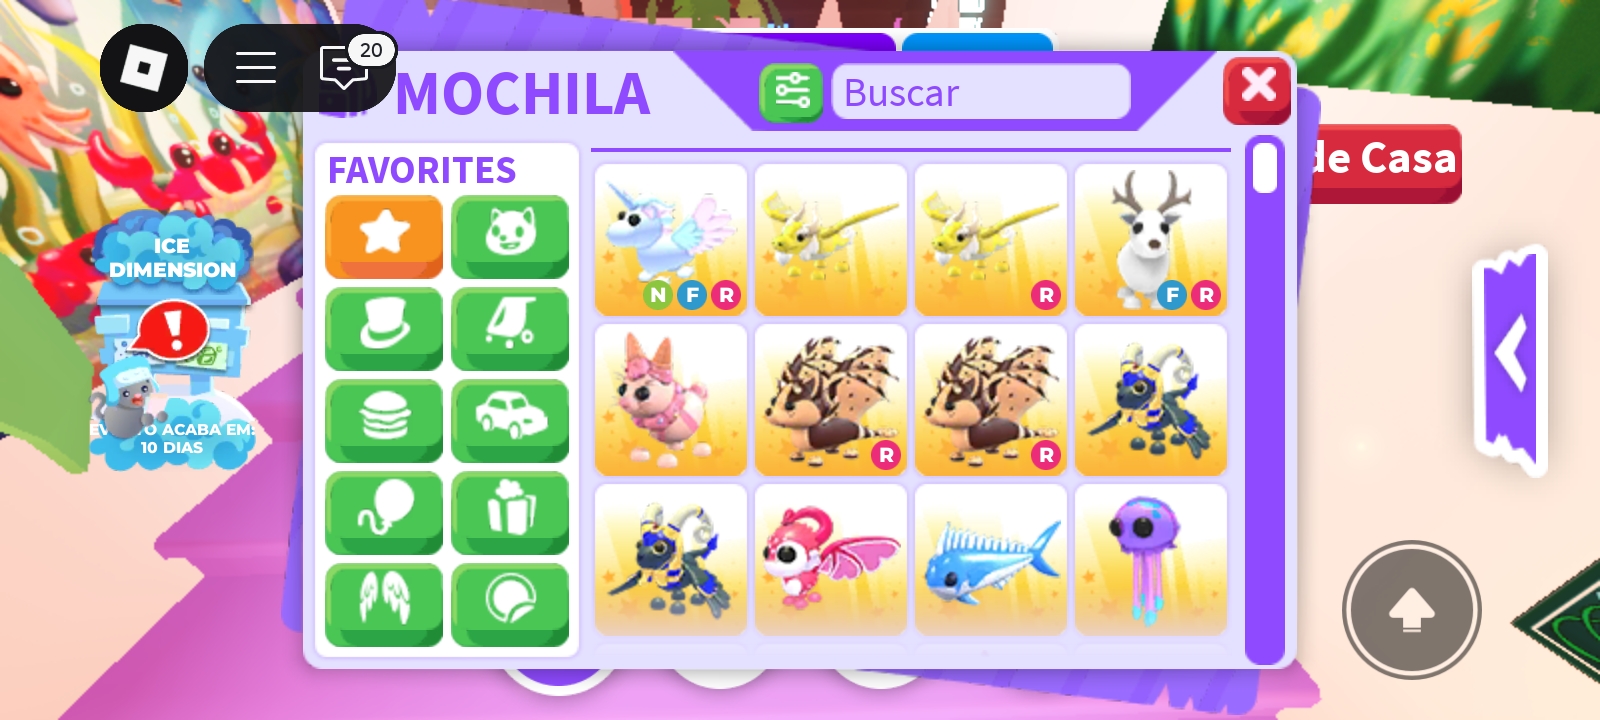 20
MOCHILA
Buscar
de Casa
FAVORITES
ICE
DIMENSION
!
ACABA EM:
10 DIAS
N F R
R
F R
R
R